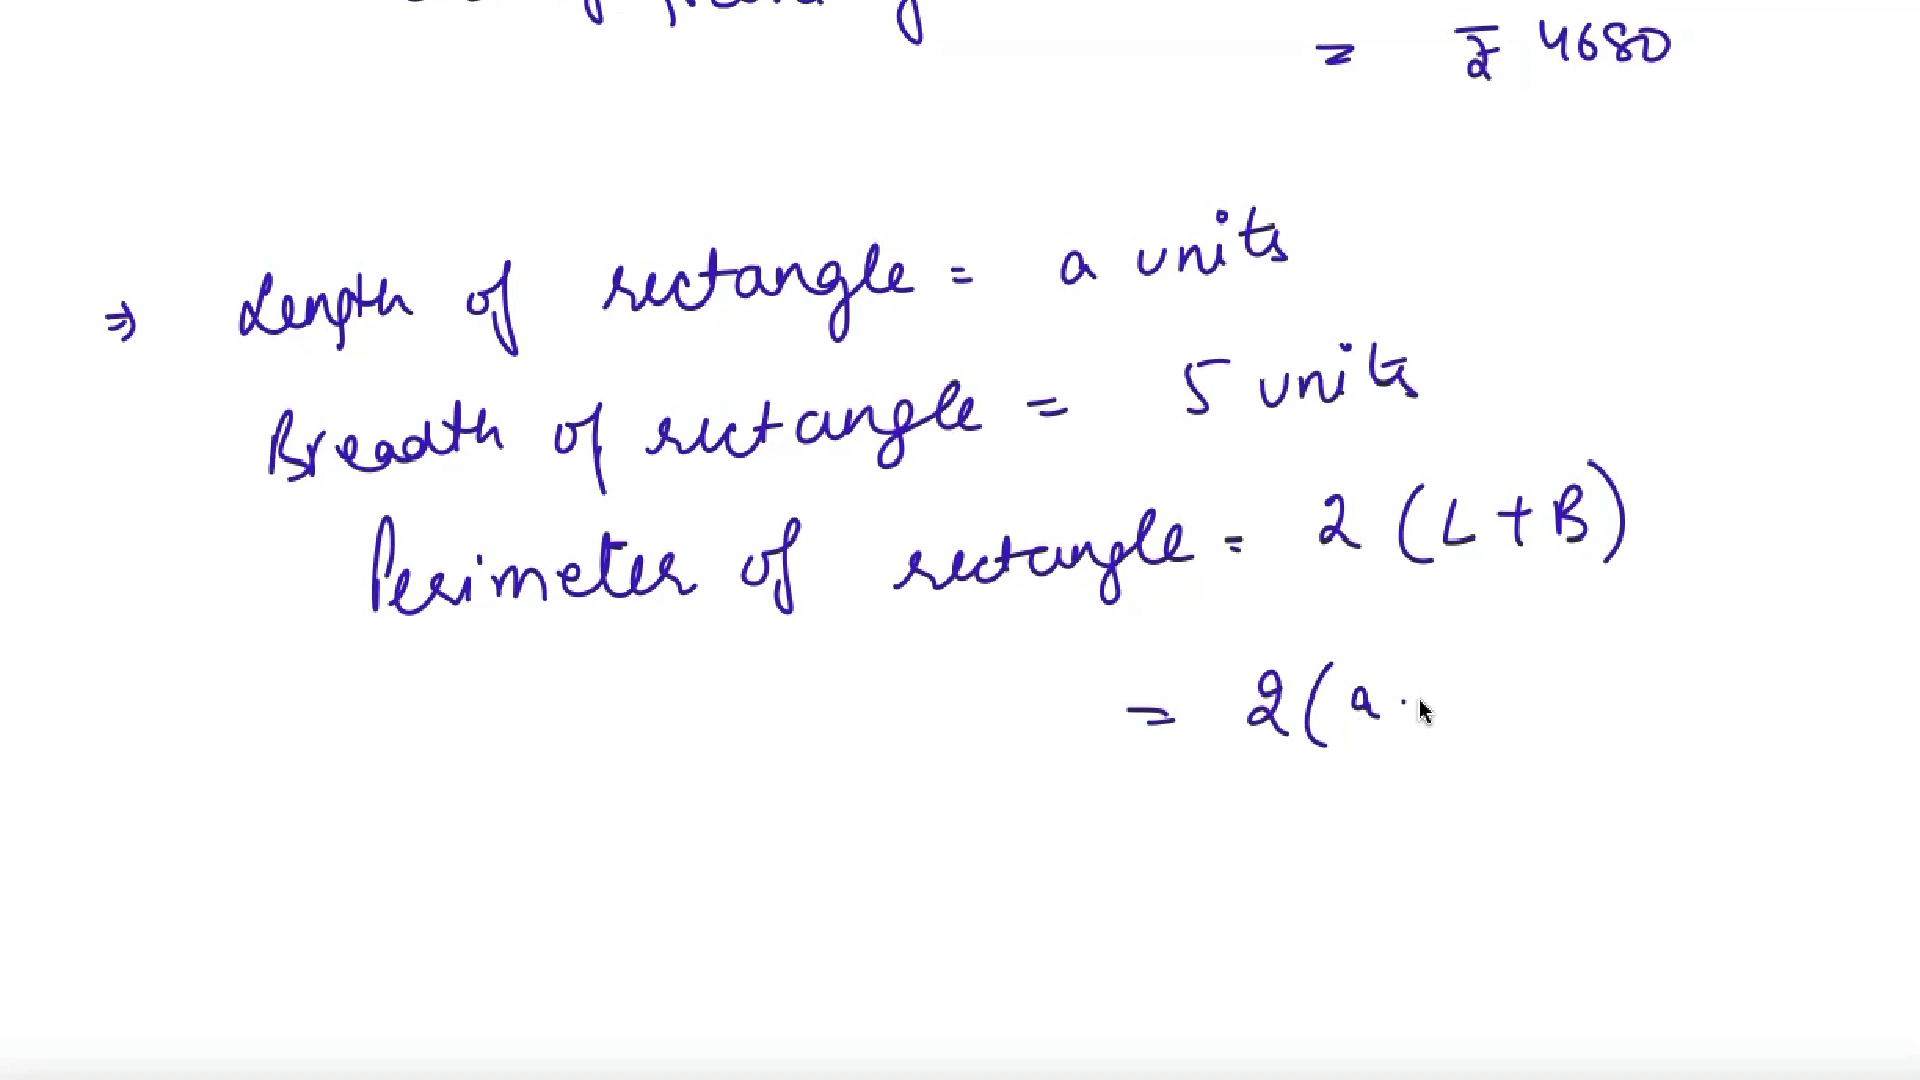 = ₹ 4680
⇒ Length of rectangle = a units
Breadth of rectangle = 5 units
Perimeter of rectangle = 2 (L + B)
= 2 ( a